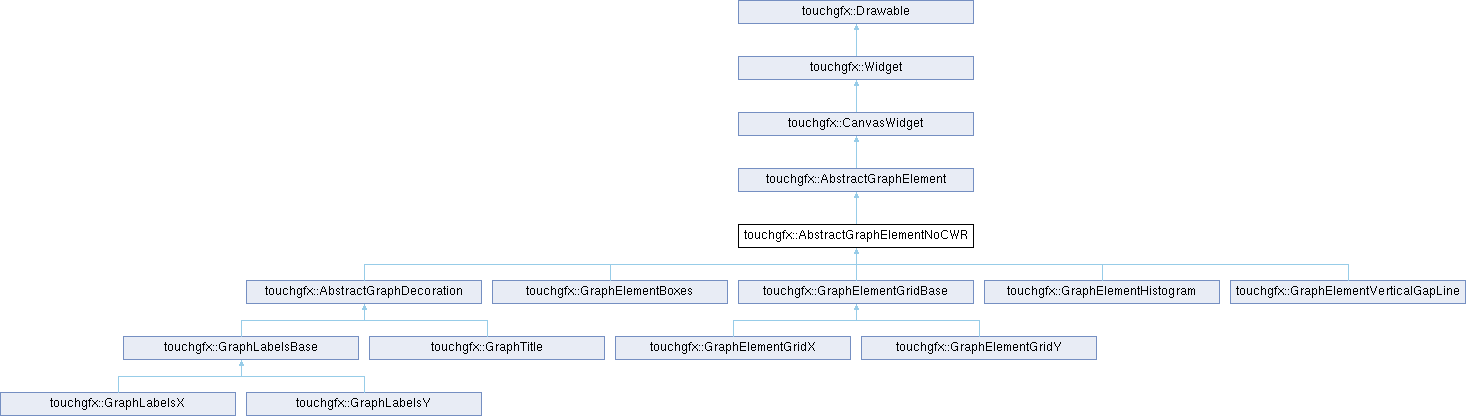 touchgfx::Drawable
touchgfx::Widget
touchgfx::CanvasWidget
touchgfx::AbstractGraphElement
touchgfx::AbstractGraphElementNoCWR
touchgfx::AbstractGraphDecoration
touchgfx::GraphElementBoxes
touchgfx::GraphElementGridBase
touchgfx::GraphElementHistogram
touchgfx::GraphElementVerticalGapLine
touchgfx::GraphLabelsBase
touchgfx::GraphTitle
touchgfx::GraphElementGridX
touchgfx::GraphElementGridY
touchgfx::GraphLabelsX
touchgfx::GraphLabelsY